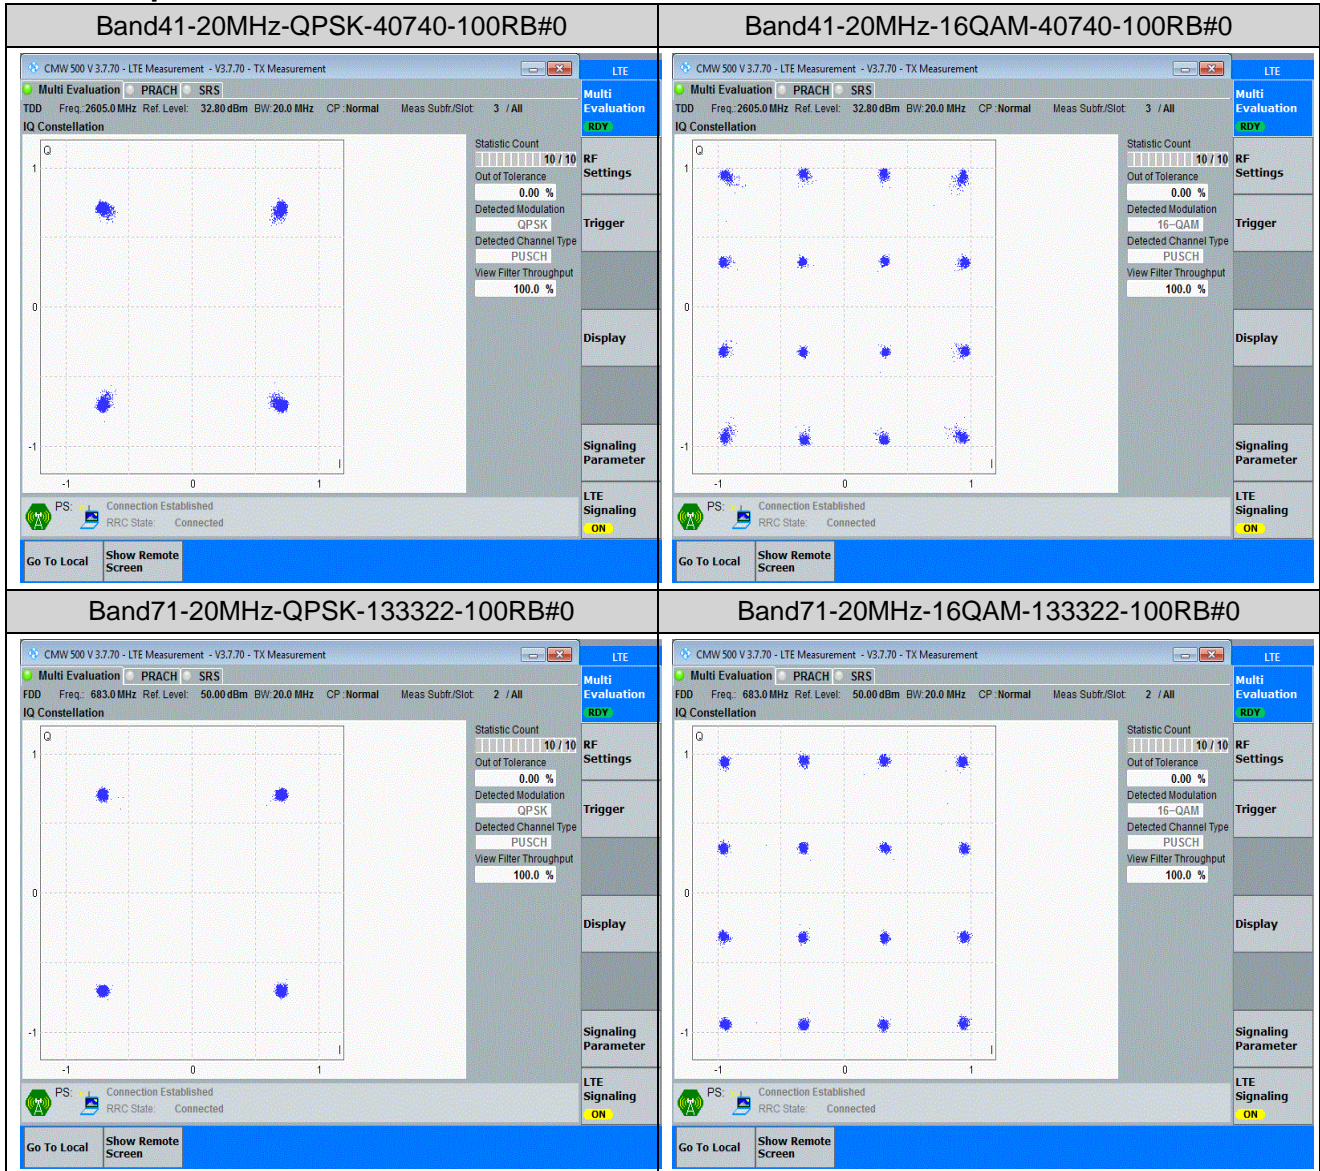 Band41-20MHz-QPSK-40740-100RB#0
CMW 500 V 3.7.70 - LTE Measurement - V3.7.70 - TX Measurement
LTE
Multi Evaluation PRACH SRS
Multi Evaluation
RDY
TDD Freq.: 2605.0 MHz Ref. Level: 32.80 dBm BW: 20.0 MHz CP : Normal Meas Subfr./Slot: 3 / All
IQ Constellation
Q
1
0
-1
-1 0 1
I
Statistic Count
10 / 10
Out of Tolerance
0.00 %
Detected Modulation
QPSK
Detected Channel Type
PUSCH
View Filter Throughput
100.0 %
RF
Settings
Trigger
Display
Signaling
Parameter
LTE
Signaling
ON
PS:
Connection Established
RRC State: Connected
Go To Local
Show Remote
Screen
Band41-20MHz-16QAM-40740-100RB#0
CMW 500 V 3.7.70 - LTE Measurement - V3.7.70 - TX Measurement
LTE
Multi Evaluation PRACH SRS
Multi Evaluation
RDY
TDD Freq.: 2605.0 MHz Ref. Level: 32.80 dBm BW: 20.0 MHz CP : Normal Meas Subfr./Slot: 3 / All
IQ Constellation
Q
1
0
-1
-1 0 1
I
Statistic Count
10 / 10
Out of Tolerance
0.00 %
Detected Modulation
16-QAM
Detected Channel Type
PUSCH
View Filter Throughput
100.0 %
RF
Settings
Trigger
Display
Signaling
Parameter
LTE
Signaling
ON
PS:
Connection Established
RRC State: Connected
Go To Local
Show Remote
Screen
Band71-20MHz-QPSK-133322-100RB#0
CMW 500 V 3.7.70 - LTE Measurement - V3.7.70 - TX Measurement
LTE
Multi Evaluation PRACH SRS
Multi Evaluation
RDY
FDD Freq.: 683.0 MHz Ref. Level: 50.00 dBm BW: 20.0 MHz CP : Normal Meas Subfr./Slot: 2 / All
IQ Constellation
Q
1
0
-1
-1 0 1
I
Statistic Count
10 / 10
Out of Tolerance
0.00 %
Detected Modulation
QPSK
Detected Channel Type
PUSCH
View Filter Throughput
100.0 %
RF
Settings
Trigger
Display
Signaling
Parameter
LTE
Signaling
ON
PS:
Connection Established
RRC State: Connected
Go To Local
Show Remote
Screen
Band71-20MHz-16QAM-133322-100RB#0
CMW 500 V 3.7.70 - LTE Measurement - V3.7.70 - TX Measurement
LTE
Multi Evaluation PRACH SRS
Multi Evaluation
RDY
FDD Freq.: 683.0 MHz Ref. Level: 50.00 dBm BW: 20.0 MHz CP : Normal Meas Subfr./Slot: 2 / All
IQ Constellation
Q
1
0
-1
-1 0 1
I
Statistic Count
10 / 10
Out of Tolerance
0.00 %
Detected Modulation
16-QAM
Detected Channel Type
PUSCH
View Filter Throughput
100.0 %
RF
Settings
Trigger
Display
Signaling
Parameter
LTE
Signaling
ON
PS:
Connection Established
RRC State: Connected
Go To Local
Show Remote
Screen